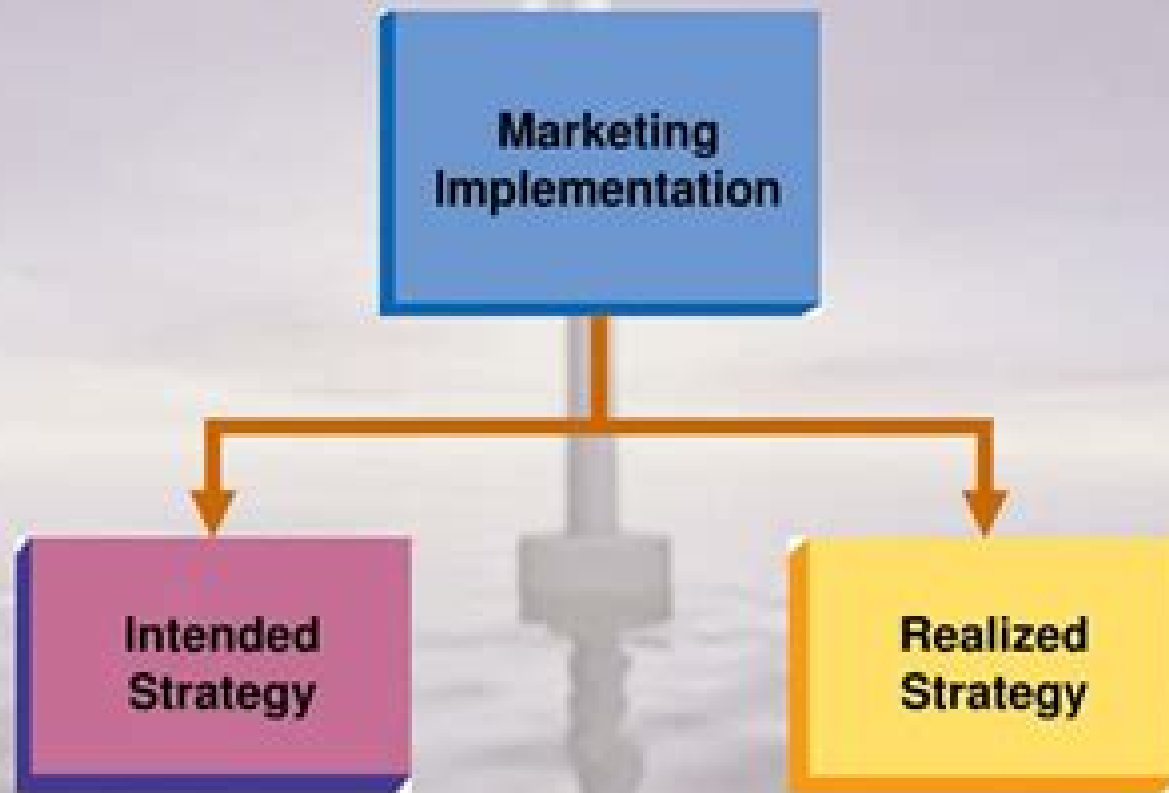 Marketing
Implementation
Intended
Strategy
Realized
Strategy